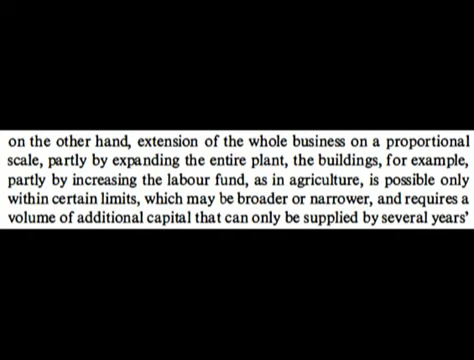 on the other hand, extension of the whole business on a proportional
scale, partly by expanding the entire plant, the buildings, for example,
partly by increasing the labour fund, as in agriculture, is possible only
within certain limits, which may be broader or narrower, and requires a
volume of additional capital that can only be supplied by several years’